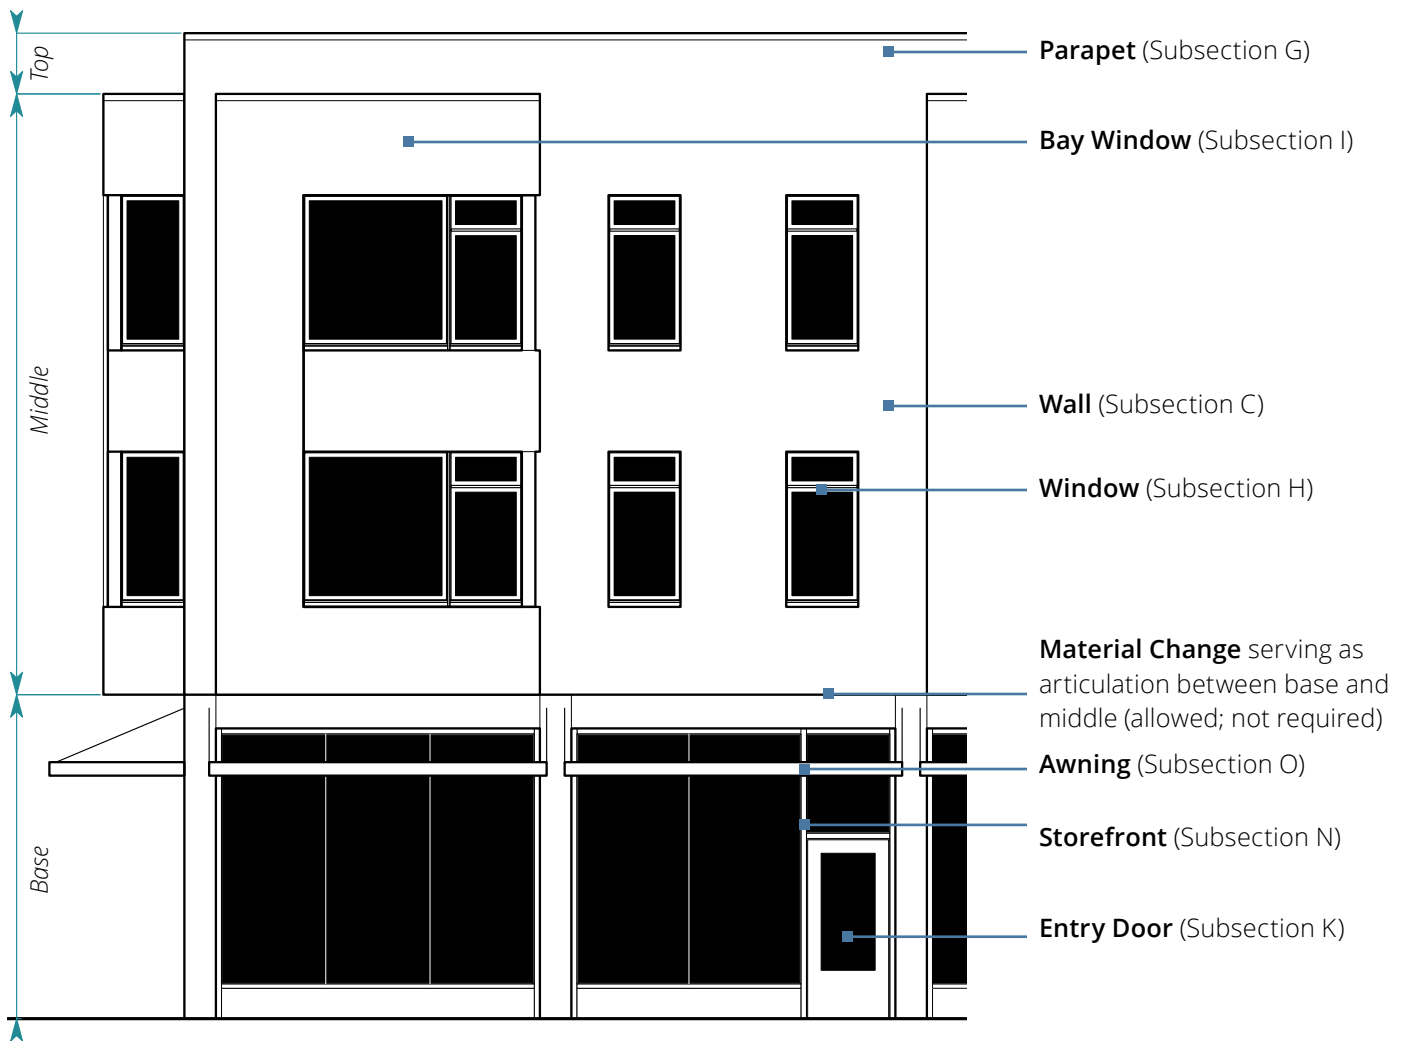 Top
Parapet (Subsection G)
Bay Window (Subsection I)
Middle
Wall (Subsection C)
Window (Subsection H)
Material Change serving as
articulation between base and
middle (allowed; not required)
Awning (Subsection O)
Storefront (Subsection N)
Base
Entry Door (Subsection K)